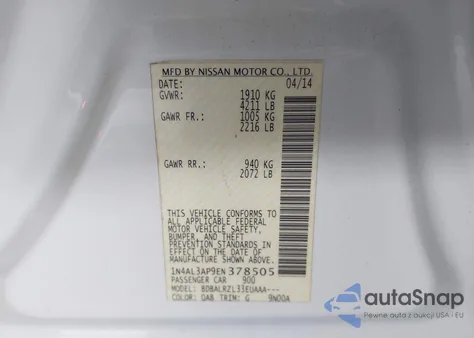 MFD BY NISSAN MOTOR CO., LTD.
DATE: 04/14
GVWR: 1910 KG
4211 LB
GAWR FR.: 1005 KG
2216 LB
GAWR RR.: 940 KG
2072 LB
THIS VEHICLE CONFORMS TO
ALL APPLICABLE FEDERAL
MOTOR VEHICLE SAFETY,
BUMPER, AND THEFT
PREVENTION STANDARDS IN
EFFECT ON THE DATE OF
MANUFACTURE SHOWN ABOVE.
1N4AL3AP9EN378505
PASSENGER CAR 900
MODEL: BDBALRZL33EUAAA---
COLOR: QAB TRIM: G 9N00A
autoSnap
Pewne auta z aukcji USA i EU